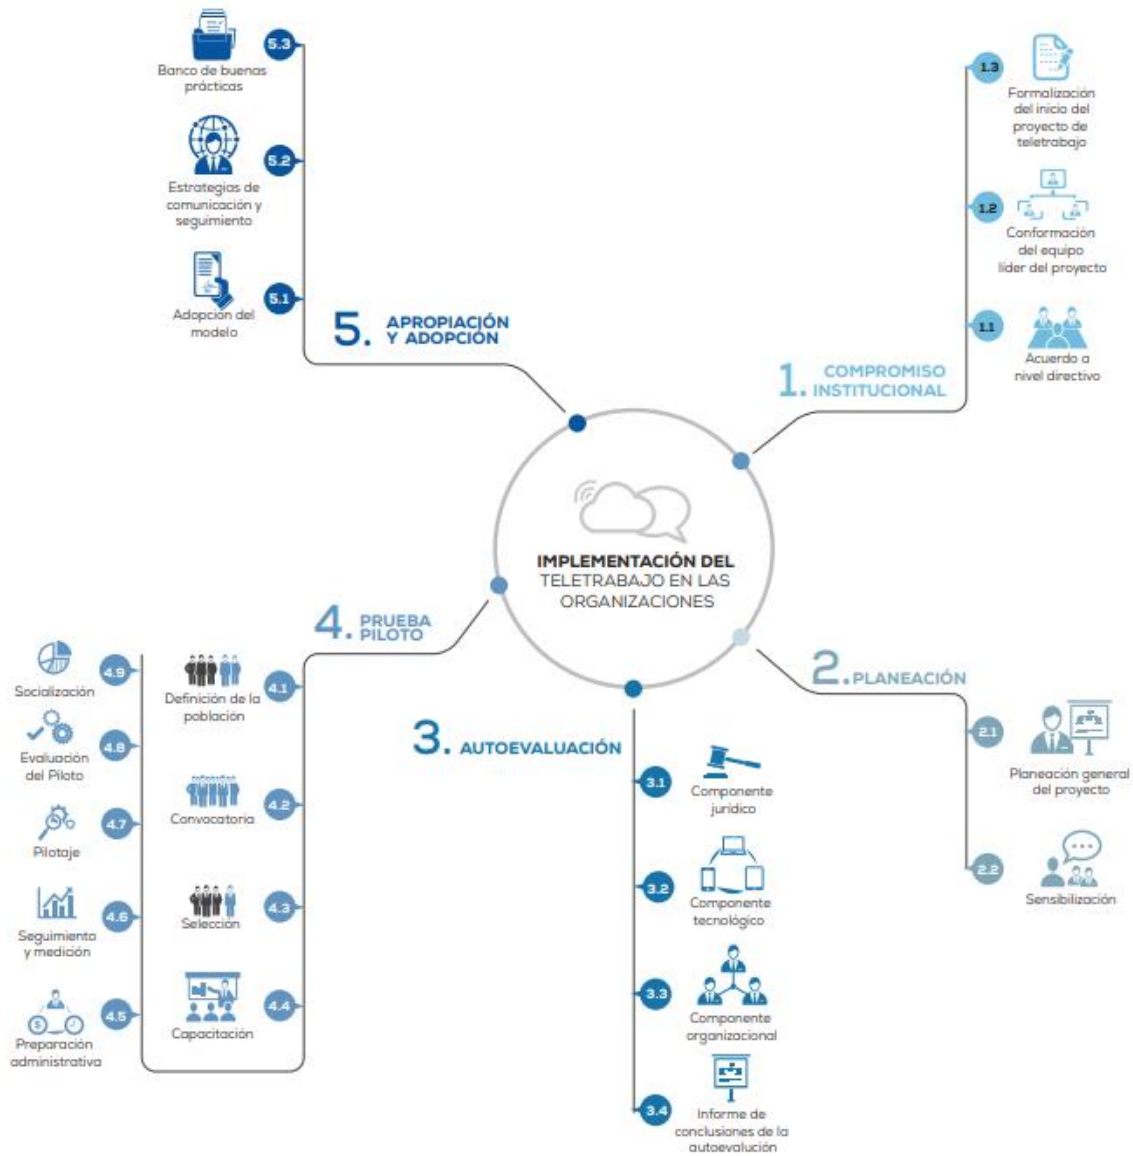 IMPLEMENTACIÓN DEL
TELETRABAJO EN LAS
ORGANIZACIONES
1. COMPROMISO
INSTITUCIONAL
1.1
Acuerdo a
nivel directivo
1.2
Conformación
del equipo
líder del proyecto
1.3
Formalización
del inicio del
proyecto de
teletrabajo
2. PLANEACIÓN
2.1
Planeación general
del proyecto
2.2
Sensibilización
3. AUTOEVALUACIÓN
3.1
Componente
jurídico
3.2
Componente
tecnológico
3.3
Componente
organizacional
3.4
Informe de
conclusiones de la
autoevalución
4. PRUEBA
PILOTO
4.1
Definición de la
población
4.2
Convocatoria
4.3
Selección
4.4
Capacitación
4.5
Preparación
administrativa
4.6
Seguimiento
y medición
4.7
Pilotaje
4.8
Evaluación
del Piloto
4.9
Socialización
5. APROPIACIÓN
Y ADOPCIÓN
5.1
Adopción del
modelo
5.2
Estrategias de
comunicación y
seguimiento
5.3
Banco de buenas
prácticas